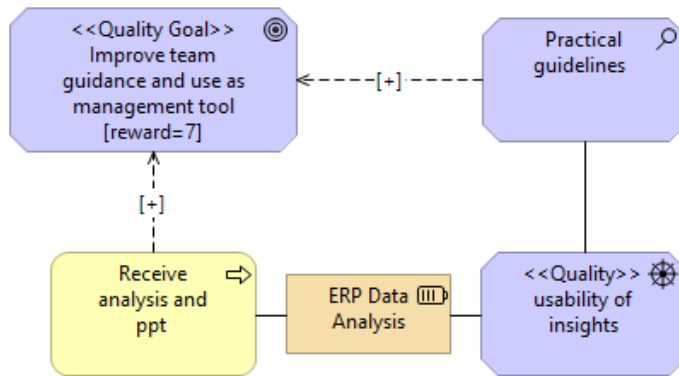 <<Quality Goal>>
Improve team
guidance and use as
management tool
[reward=7]
Practical
guidelines
[+]
[+]
Receive
analysis and
ppt
ERP Data
Analysis
<<Quality>>
usability of
insights